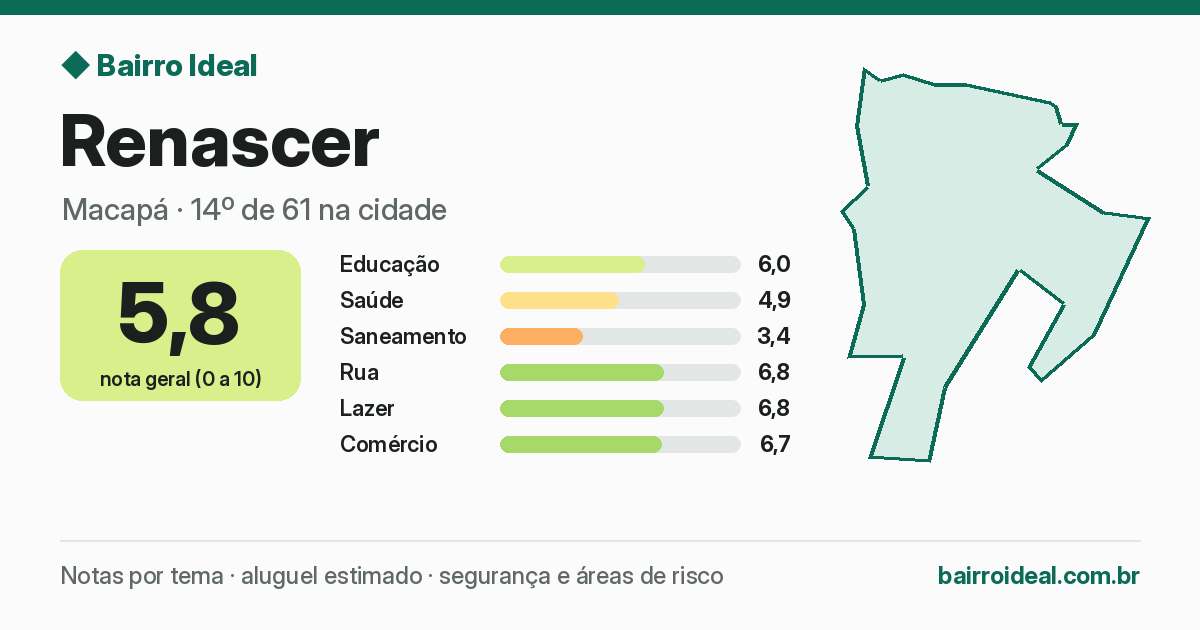 Bairro Ideal
Renascer
Macapá · 14º de 61 na cidade
5,8
nota geral (0 a 10)
Educação 6,0
Saúde 4,9
Saneamento 3,4
Rua 6,8
Lazer 6,8
Comércio 6,7
Notas por tema · aluguel estimado · segurança e áreas de risco
bairroideal.com.br